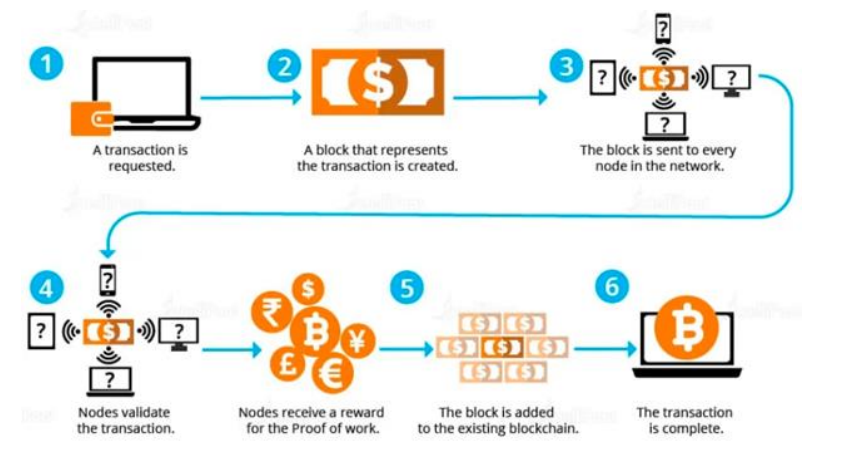 1
2
3
A transaction is
requested.
A block that represents
the transaction is created.
The block is sent to every
node in the network.
4
5
6
Nodes validate
the transaction.
Nodes receive a reward
for the Proof of work.
The block is added
to the existing blockchain.
The transaction
is complete.